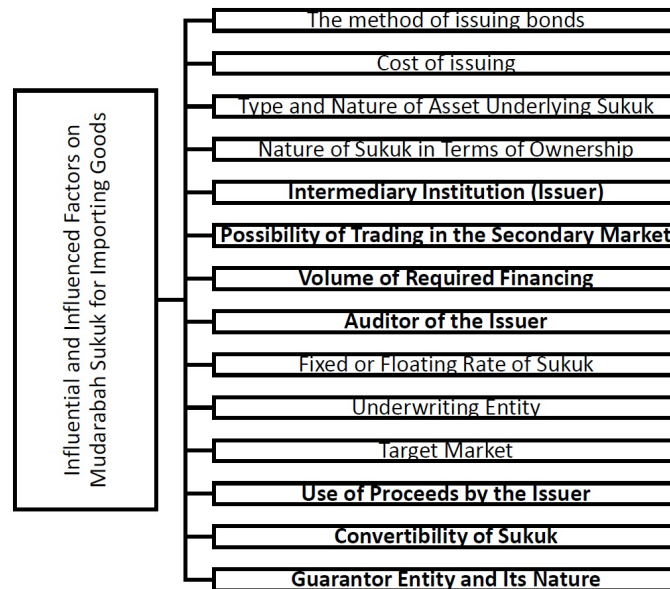 Influential and Influenced Factors on
Mudarabah Sukuk for Importing Goods
The method of issuing bonds
Cost of issuing
Type and Nature of Asset Underlying Sukuk
Nature of Sukuk in Terms of Ownership
Intermediary Institution (Issuer)
Possibility of Trading in the Secondary Market
Volume of Required Financing
Auditor of the Issuer
Fixed or Floating Rate of Sukuk
Underwriting Entity
Target Market
Use of Proceeds by the Issuer
Convertibility of Sukuk
Guarantor Entity and Its Nature